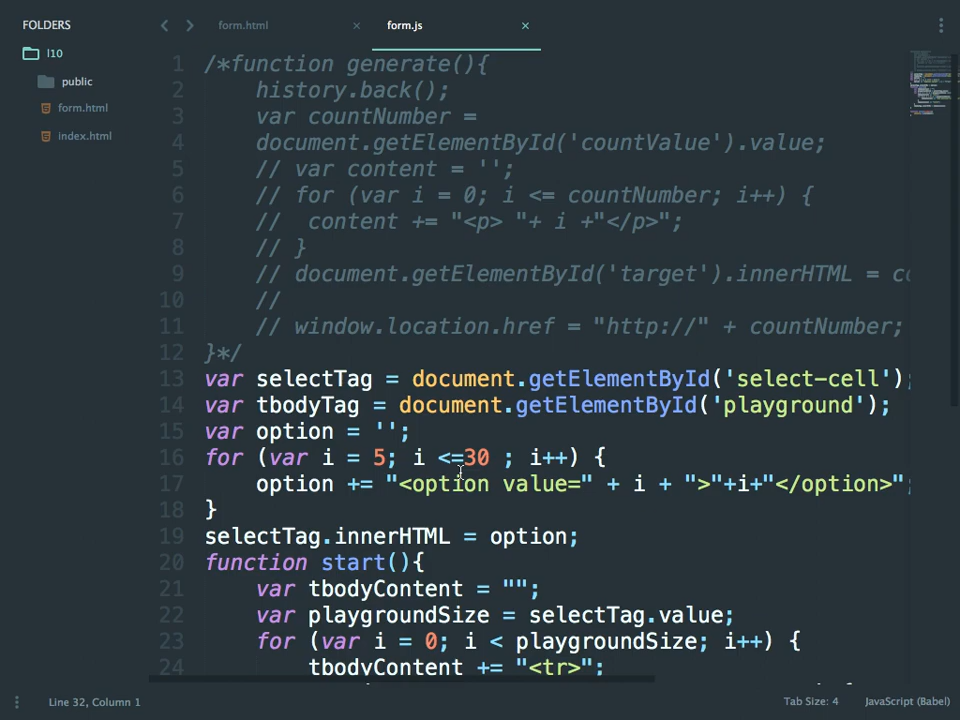 FOLDERS
l10
public
form.html
index.html
form.html
form.js
1 /*function generate(){
2 history.back();
3 var countNumber =
4 document.getElementById('countValue').value;
5 // var content = '';
6 // for (var i = 0; i <= countNumber; i++) {
7 //  content += "<p> "+ i +"</p>";
8 // }
9 // document.getElementById('target').innerHTML =
10 //
11 // window.location.href = "http://" + countNumber;
12 }*/
13 var selectTag = document.getElementById('select-cell');
14 var tbodyTag = document.getElementById('playground');
15 var option = '';
16 for (var i = 5; i <=30 ; i++) {
17 option += "<option value=" + i + ">"+i+"</option>";
18 }
19 selectTag.innerHTML = option;
20 function start(){
21 var tbodyContent = "";
22 var playgroundSize = selectTag.value;
23 for (var i = 0; i < playgroundSize; i++) {
24 tbodyContent += "<tr>";
Line 32, Column 1
Tab Size: 4
JavaScript (Babel)